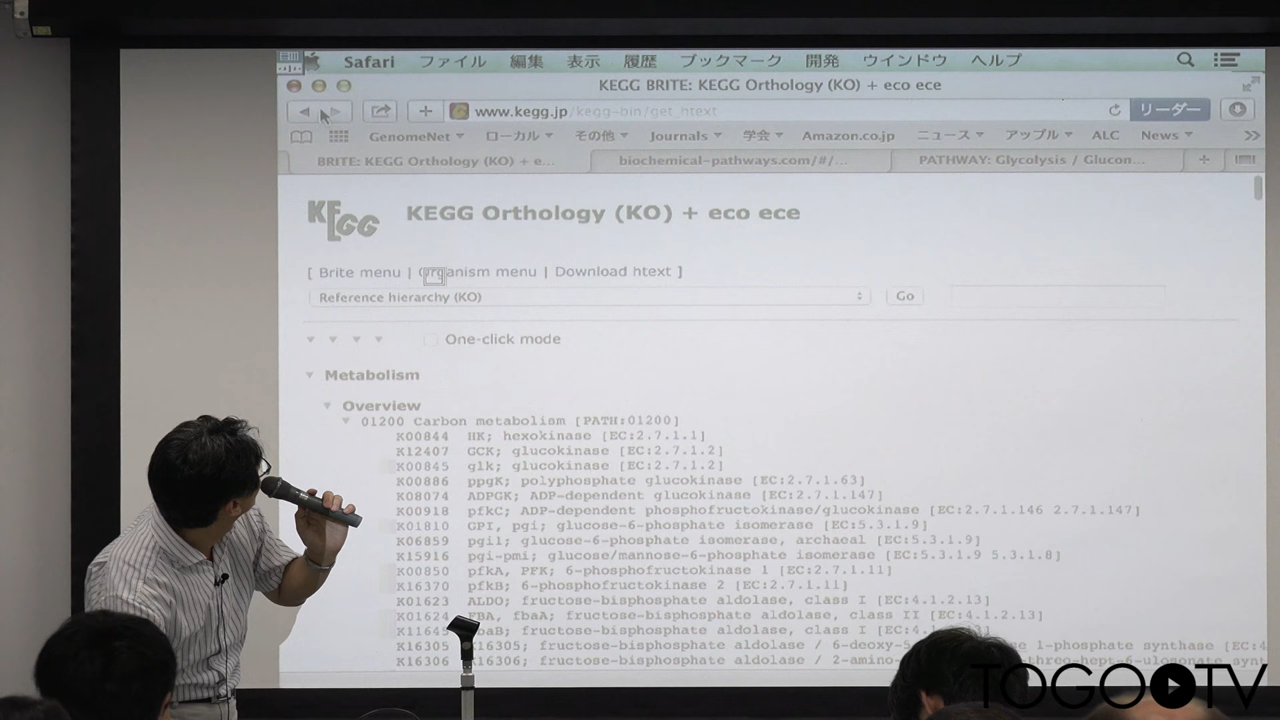 Safari ファイル 編集 表示 履歴 ブックマーク 開発 ウインドウ ヘルプ
KEGG BRITE: KEGG Orthology (KO) + eco ece
www.kegg.jp/kegg-bin/get_htext リーダー
GenomeNet ローカル その他 Journals 学会 Amazon.co.jp ニュース アップル ALC News
BRITE: KEGG Orthology (KO) + e... biochemical-pathways.com/#/... PATHWAY: Glycolysis / Glucon...
KEGG KEGG Orthology (KO) + eco ece
[ Brite menu | Organism menu | Download htext ]
Reference hierarchy (KO) Go
One-click mode
Metabolism
Overview
01200 Carbon metabolism [PATH:01200]
K00844 HK; hexokinase [EC:2.7.1.1]
K12407 GCK; glucokinase [EC:2.7.1.2]
K00845 glk; glucokinase [EC:2.7.1.2]
K00886 ppgK; polyphosphate glucokinase [EC:2.7.1.63]
K08074 ADPGK; ADP-dependent glucokinase [EC:2.7.1.147]
K00918 pfkC; ADP-dependent phosphofructokinase/glucokinase [EC:2.7.1.146 2.7.1.147]
K01810 GPI, pgi; glucose-6-phosphate isomerase [EC:5.3.1.9]
K06859 pgi1; glucose-6-phosphate isomerase, archaeal [EC:5.3.1.9]
K15916 pgi-pmi; glucose/mannose-6-phosphate isomerase [EC:5.3.1.9 5.3.1.8]
K00850 pfkA, PFK; 6-phosphofructokinase 1 [EC:2.7.1.11]
K16370 pfkB; 6-phosphofructokinase 2 [EC:2.7.1.11]
K01623 ALDO; fructose-bisphosphate aldolase, class I [EC:4.1.2.13]
K01624 FBA, fbaA; fructose-bisphosphate aldolase, class II [EC:4.1.2.13]
K11645 fbaB; fructose-bisphosphate aldolase, class I
K16305 K16305; fructose-bisphosphate aldolase / 6-deoxy-5 1-phosphate synthase [EC:4
K16306 K16306; fructose-bisphosphate aldolase / 2-amino-
TOGO TV